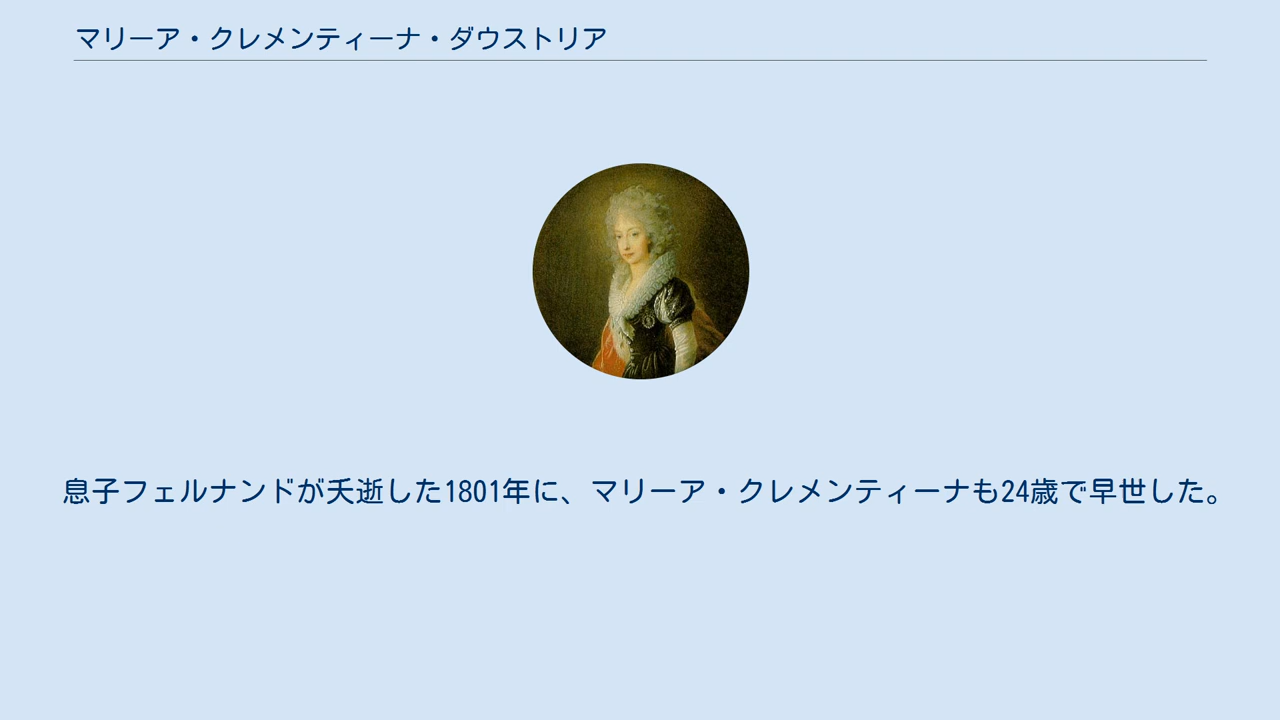 マリーア・クレメンティーナ・ダウストリア
息子フェルナンドが夭逝した1801年に、マリーア・クレメンティーナも24歳で早世した。